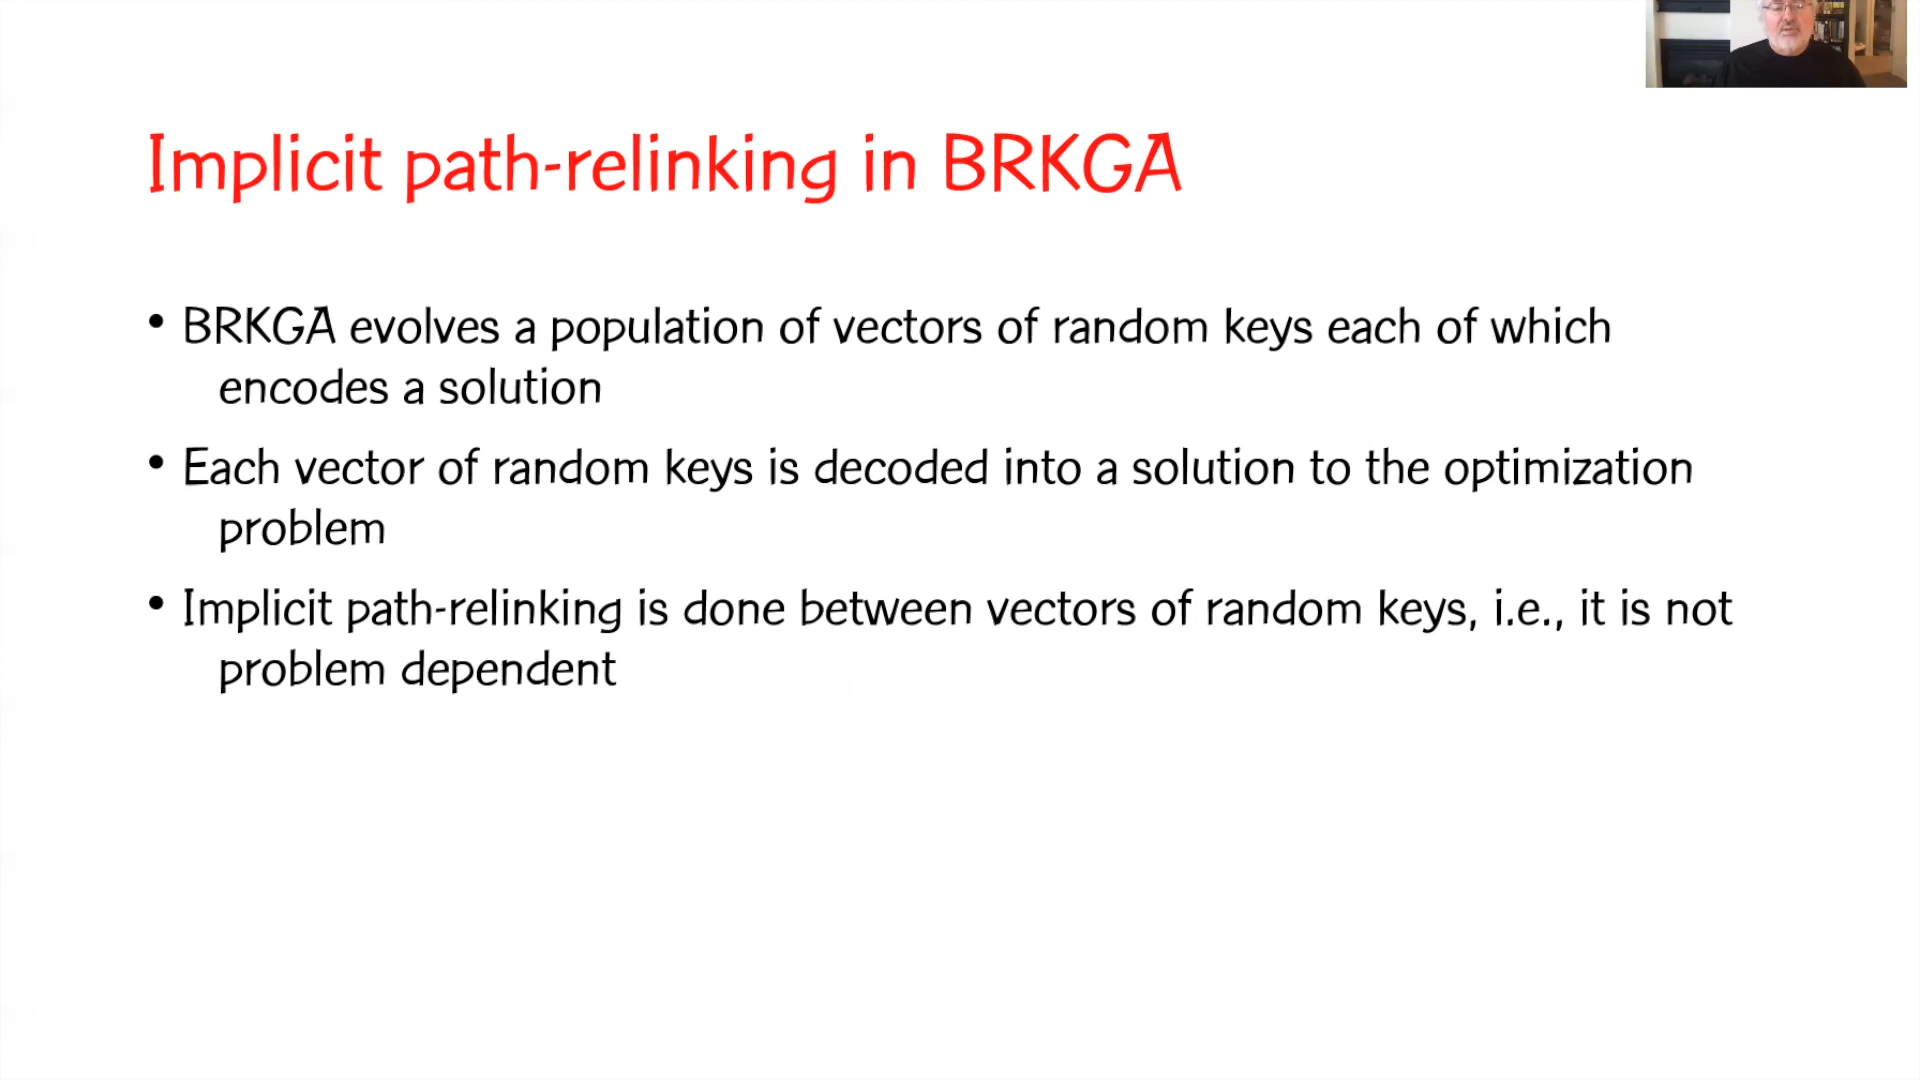 Implicit path-relinking in BRKGA
• BRKGA evolves a population of vectors of random keys each of which
encodes a solution
• Each vector of random keys is decoded into a solution to the optimization
problem
• Implicit path-relinking is done between vectors of random keys, i.e., it is not
problem dependent